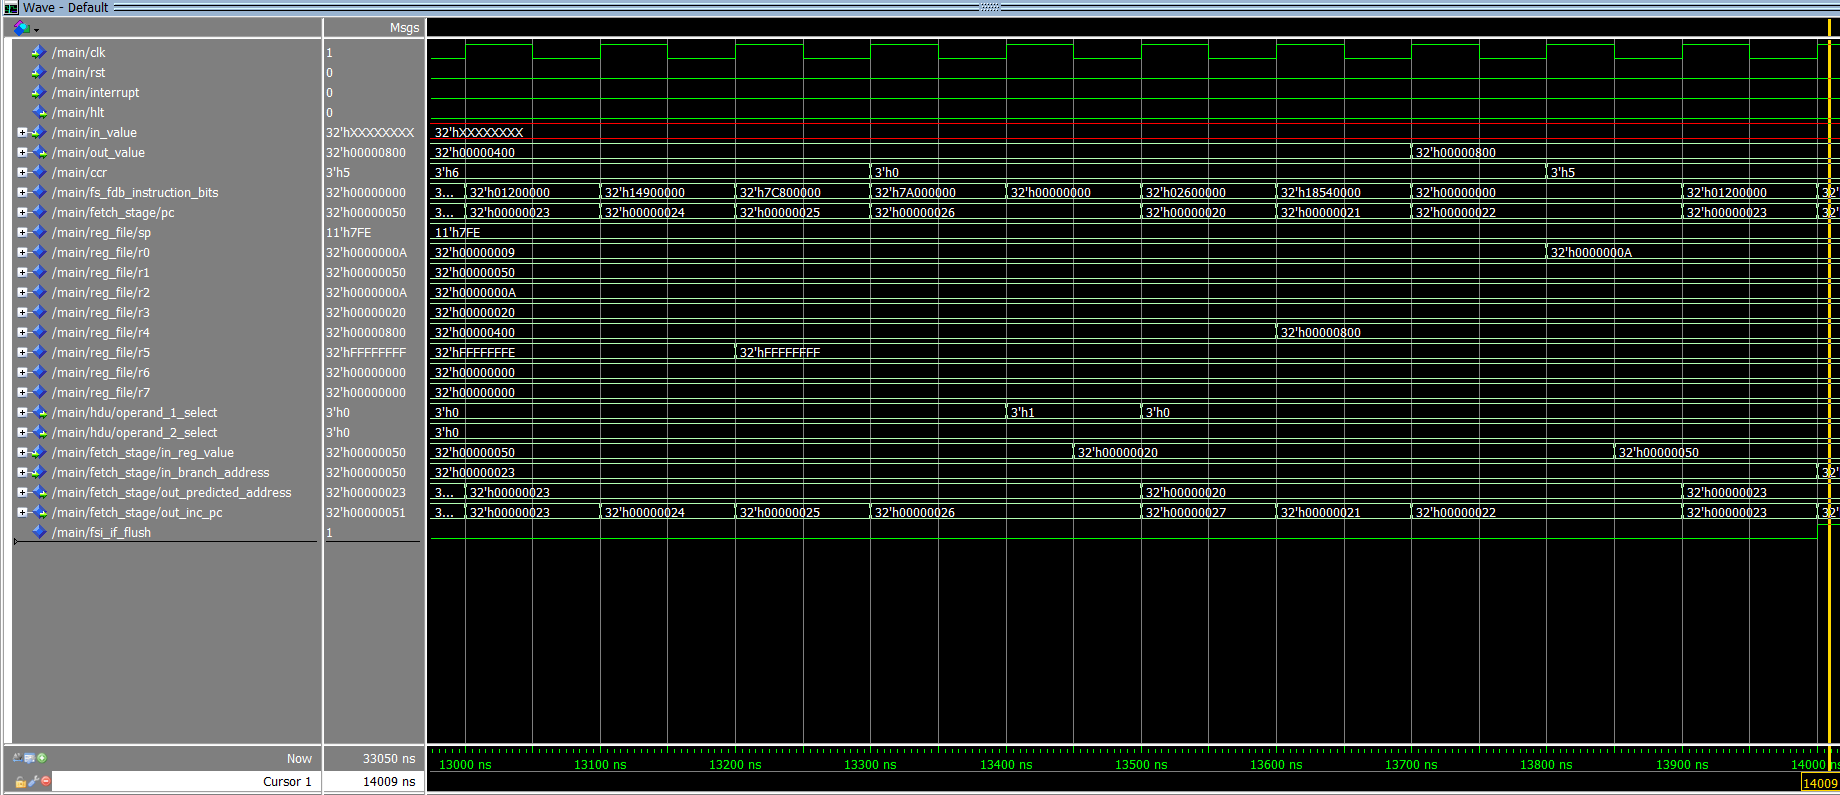 Wave - Default
Msgs
/main/clk 1
/main/rst 0
/main/interrupt 0
/main/hlt 0
/main/in_value 32'hXXXXXXXX 32'hXXXXXXXX
/main/out_value 32'h00000800 32'h00000400 32'h00000800
/main/ccr 3'h5 3'h6 3'h0 3'h5
/main/fs_fdb_instruction_bits 32'h00000000 3... 32'h01200000 32'h14900000 32'h7C800000 32'h7A000000 32'h00000000 32'h02600000 32'h18540000 32'h00000000 32'h01200000 32'
/main/fetch_stage/pc 32'h00000050 3... 32'h00000023 32'h00000024 32'h00000025 32'h00000026 32'h00000020 32'h00000021 32'h00000022 32'h00000023 32'
/main/reg_file/sp 11'h7FE 11'h7FE
/main/reg_file/r0 32'h0000000A 32'h00000009 32'h0000000A
/main/reg_file/r1 32'h00000050 32'h00000050
/main/reg_file/r2 32'h0000000A 32'h0000000A
/main/reg_file/r3 32'h00000020 32'h00000020
/main/reg_file/r4 32'h00000800 32'h00000400 32'h00000800
/main/reg_file/r5 32'hFFFFFFFF 32'hFFFFFFFE 32'hFFFFFFFF
/main/reg_file/r6 32'h00000000 32'h00000000
/main/reg_file/r7 32'h00000000 32'h00000000
/main/hdu/operand_1_select 3'h0 3'h0 3'h1 3'h0
/main/hdu/operand_2_select 3'h0 3'h0
/main/fetch_stage/in_reg_value 32'h00000050 32'h00000050 32'h00000020 32'h00000050
/main/fetch_stage/in_branch_address 32'h00000050 32'h00000023 32'
/main/fetch_stage/out_predicted_address 32'h00000023 3... 32'h00000023 32'h00000020 32'h00000023
/main/fetch_stage/out_inc_pc 32'h00000051 3... 32'h00000023 32'h00000024 32'h00000025 32'h00000026 32'h00000027 32'h00000021 32'h00000022 32'h00000023 32'
/main/fsi_if_flush 1
Now 33050 ns 13000 ns 13100 ns 13200 ns 13300 ns 13400 ns 13500 ns 13600 ns 13700 ns 13800 ns 13900 ns 14000
Cursor 1 14009 ns 14009